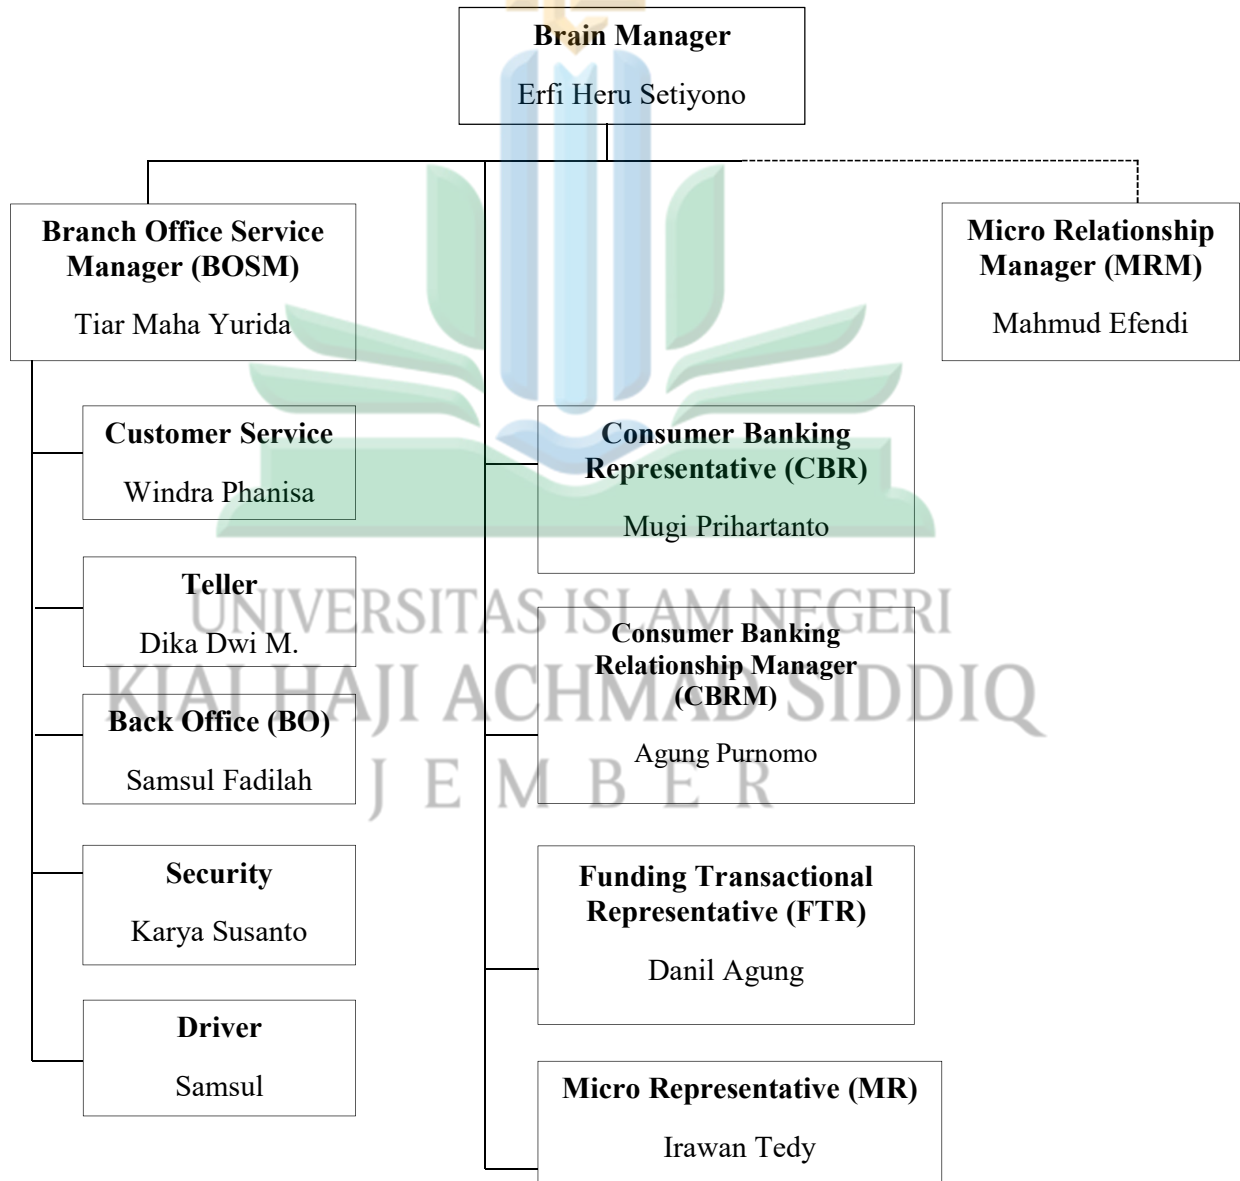 Brain Manager
Erfi Heru Setiyono
Branch Office Service
Manager (BOSM)
Tiar Maha Yurida
Micro Relationship
Manager (MRM)
Mahmud Efendi
Customer Service
Windra Phanisa
Teller
Dika Dwi M.
Back Office (BO)
Samsul Fadilah
Security
Karya Susanto
Driver
Samsul
Consumer Banking
Representative (CBR)
Mugi Prihartanto
Consumer Banking
Relationship Manager
(CBRM)
Agung Purnomo
Funding Transactional
Representative (FTR)
Danil Agung
Micro Representative (MR)
Irawan Tedy
UNIVERSITAS ISLAM NEGERI
KIAI HAJI ACHMAD SIDDIQ
JEMBER